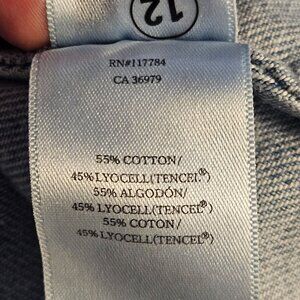 12
RN#117784
CA 36979
55% COTTON/
45% LYOCELL(TENCEL®)
55% ALGODÓN/
45% LYOCELL(TENCEL®)
55% COTON/
45% LYOCELL(TENCEL®)